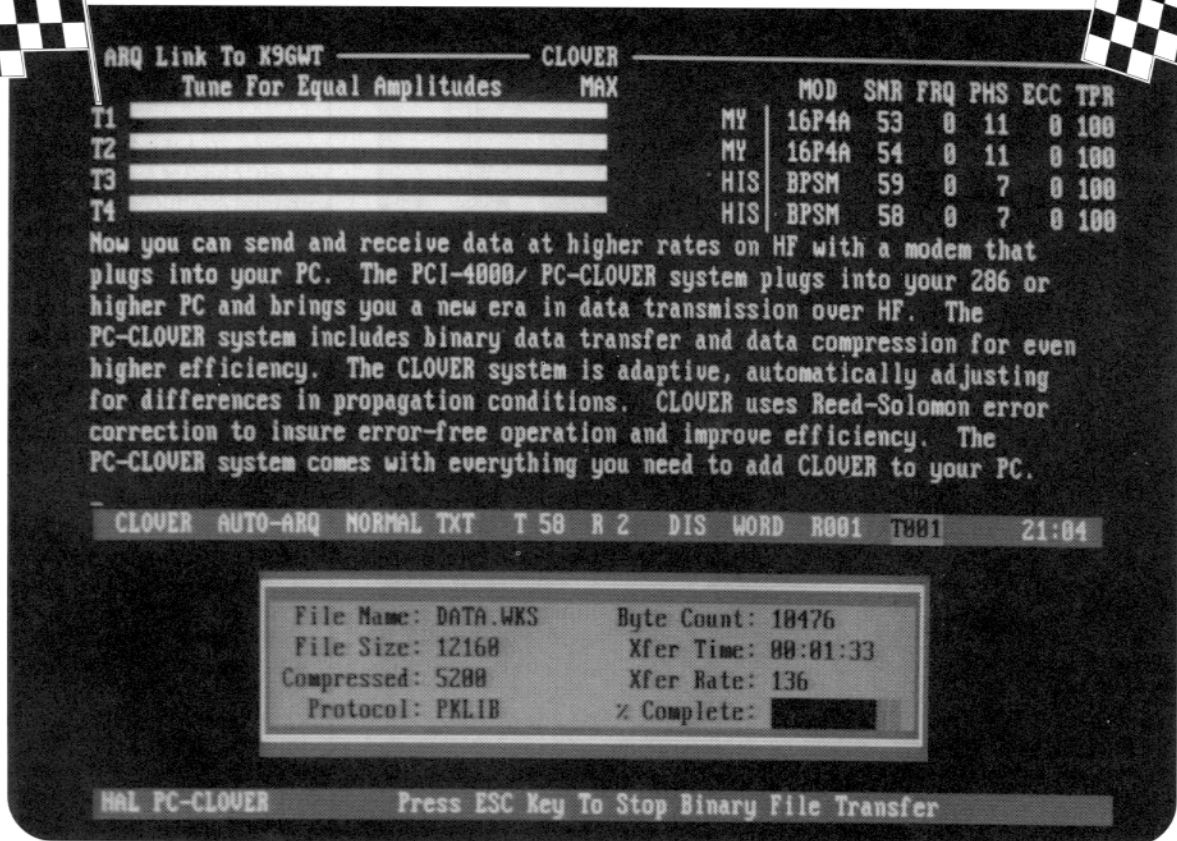 ARQ Link To K9GWT CLOVER
Tune For Equal Amplitudes MAX
MOD SNR FRQ PHS ECC TPR
T1
MY 16P4A 53 0 11 0 100
T2
MY 16P4A 54 0 11 0 100
T3
HIS BPSM 59 0 7 0 100
T4
HIS BPSM 58 0 7 0 100
Now you can send and receive data at higher rates on HF with a modem that
plugs into your PC. The PCI-4000/ PC-CLOVER system plugs into your 286 or
higher PC and brings you a new era in data transmission over HF. The
PC-CLOVER system includes binary data transfer and data compression for even
higher efficiency. The CLOVER system is adaptive, automatically adjusting
for differences in propagation conditions. CLOVER uses Reed-Solomon error
correction to insure error-free operation and improve efficiency. The
PC-CLOVER system comes with everything you need to add CLOVER to your PC.
_
CLOVER AUTO-ARQ NORMAL TXT T 58 R 2 DIS WORD R001 T001 21:04
File Name: DATA.WKS Byte Count: 10476
File Size: 12160 Xfer Time: 00:01:33
Compressed: 5200 Xfer Rate: 136
Protocol: PKLIB % Complete:
HAL PC-CLOVER Press ESC Key To Stop Binary File Transfer